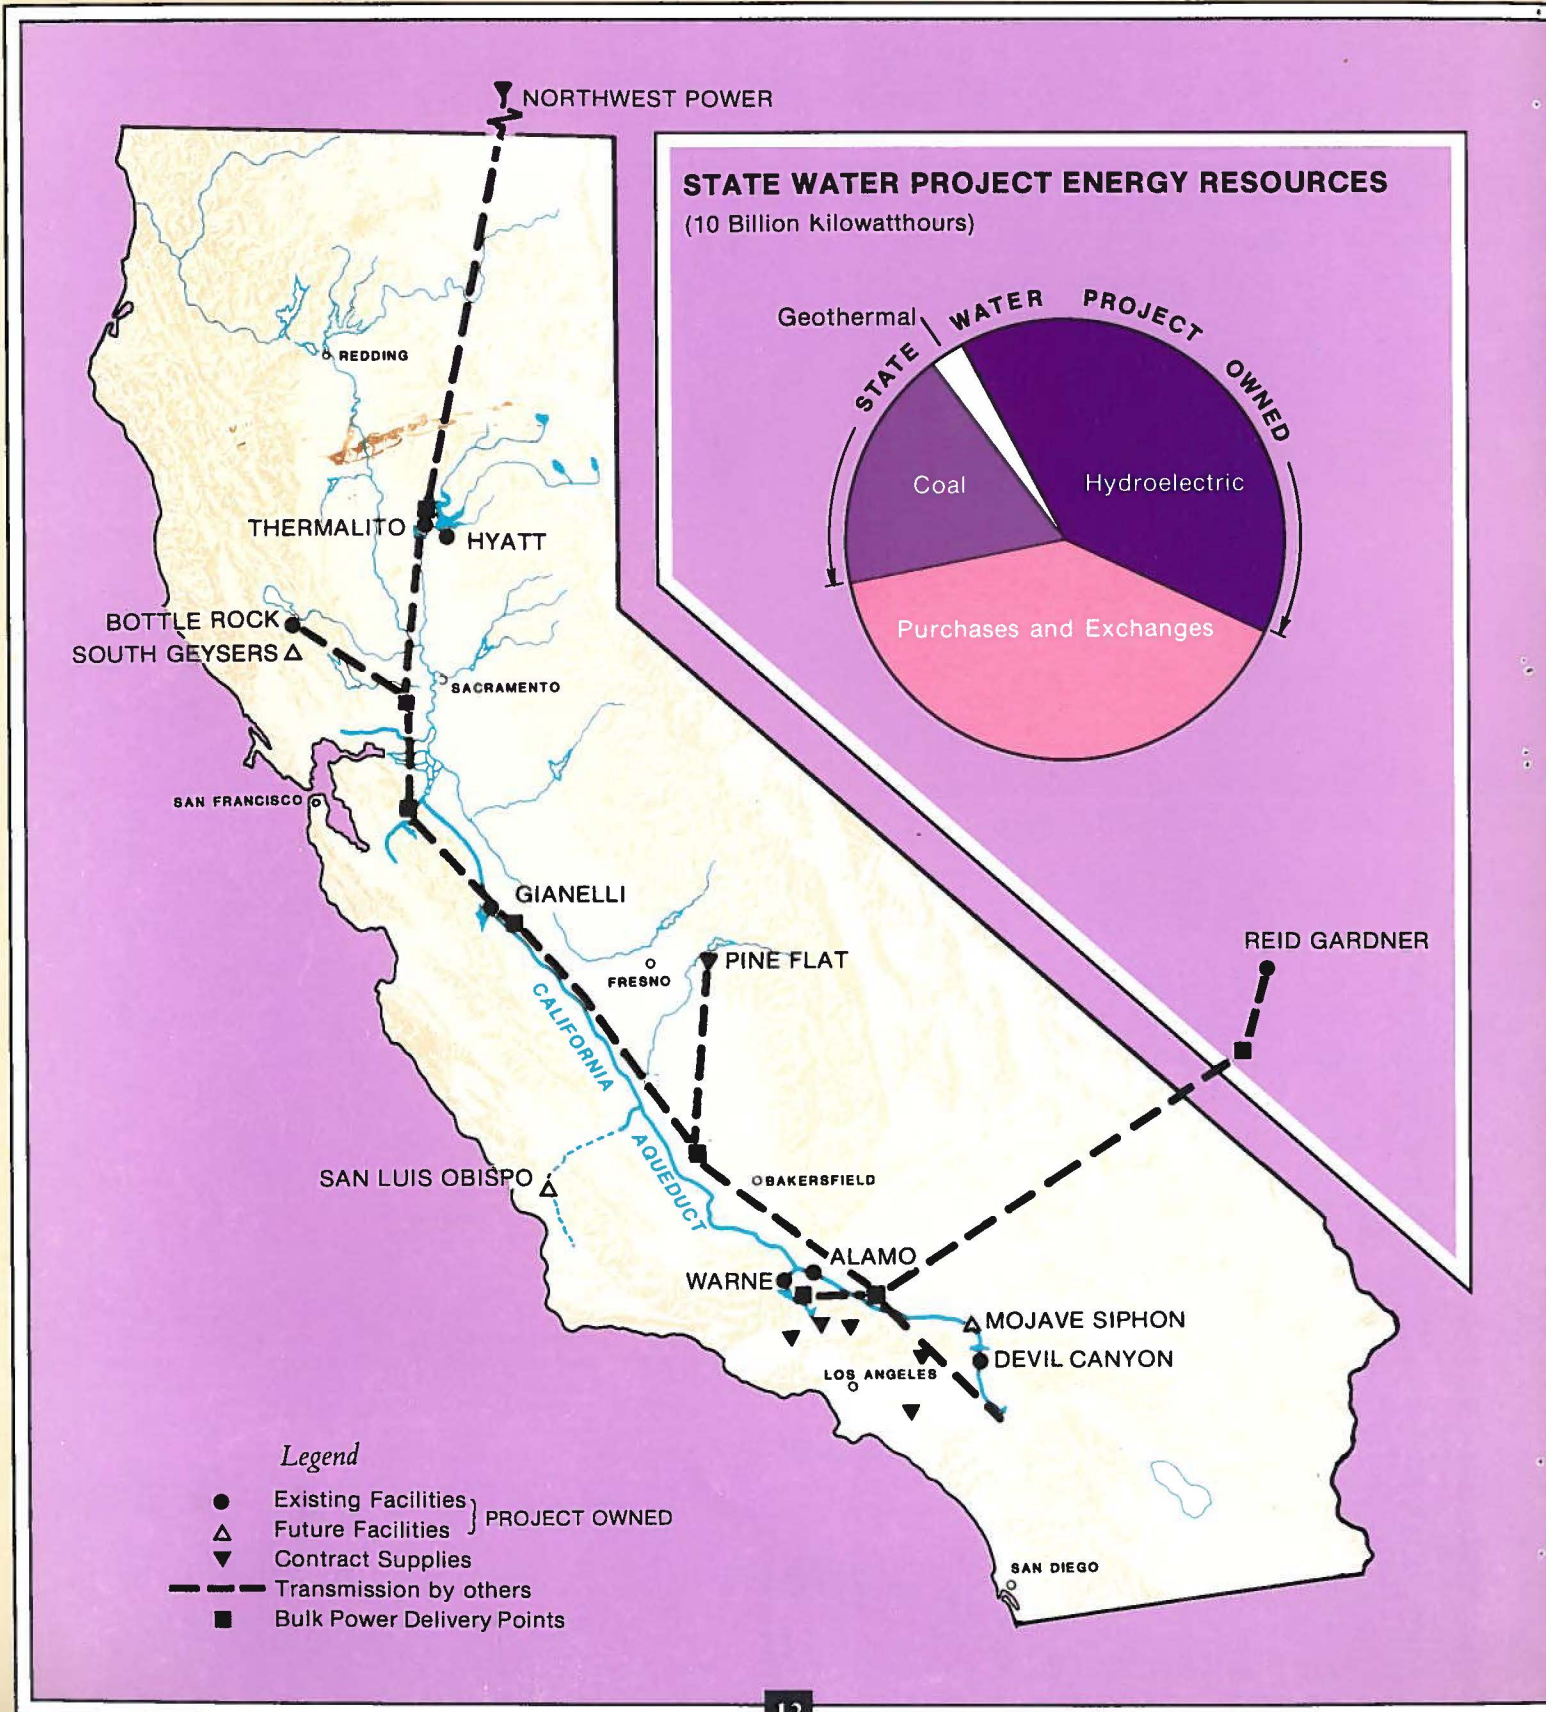 NORTHWEST POWER
STATE WATER PROJECT ENERGY RESOURCES
(10 Billion Kilowatthours)
Geothermal
STATE WATER PROJECT OWNED
Coal
Hydroelectric
Purchases and Exchanges
REDDING
THERMALITO
HYATT
BOTTLE ROCK
SOUTH GEYSERS
SACRAMENTO
SAN FRANCISCO
GIANELLI
REID GARDNER
PINE FLAT
FRESNO
CALIFORNIA
AQUEDUCT
SAN LUIS OBISPO
BAKERSFIELD
ALAMO
WARNE
MOJAVE SIPHON
DEVIL CANYON
LOS ANGELES
Legend
Existing Facilities
PROJECT OWNED
Future Facilities
Contract Supplies
Transmission by others
Bulk Power Delivery Points
SAN DIEGO